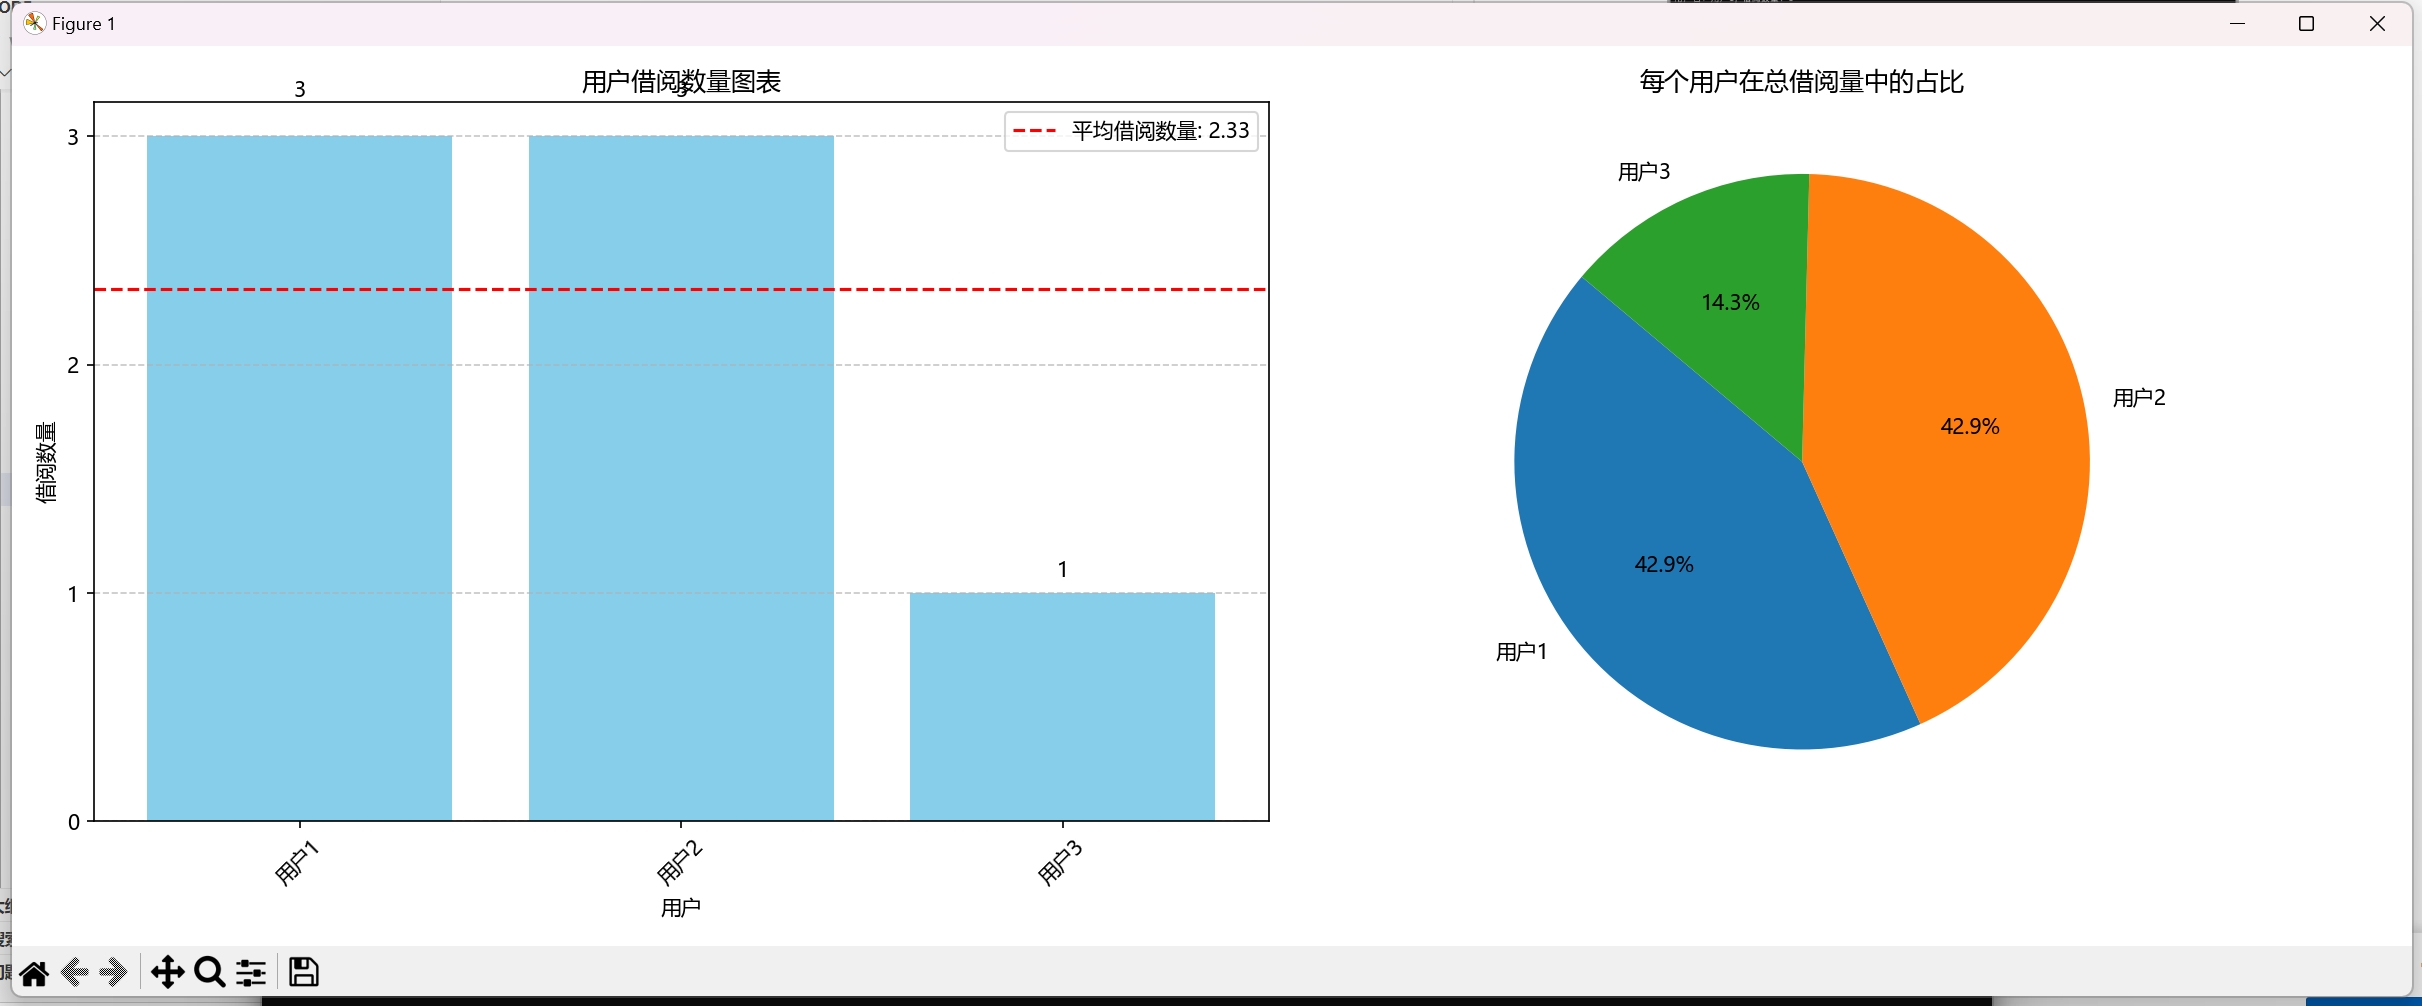 Figure 1
用户借阅数量图表
3
3
平均借阅数量: 2.33
3
2
1
0
1
借阅数量
用户1
用户2
用户3
用户
每个用户在总借阅量中的占比
用户3
14.3%
用户2
42.9%
42.9%
用户1